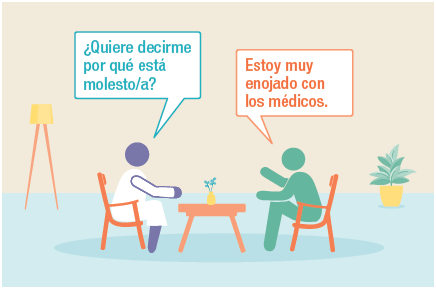 ¿Quiere decirme
por qué está
molesto/a?
Estoy muy
enojado con
los médicos.